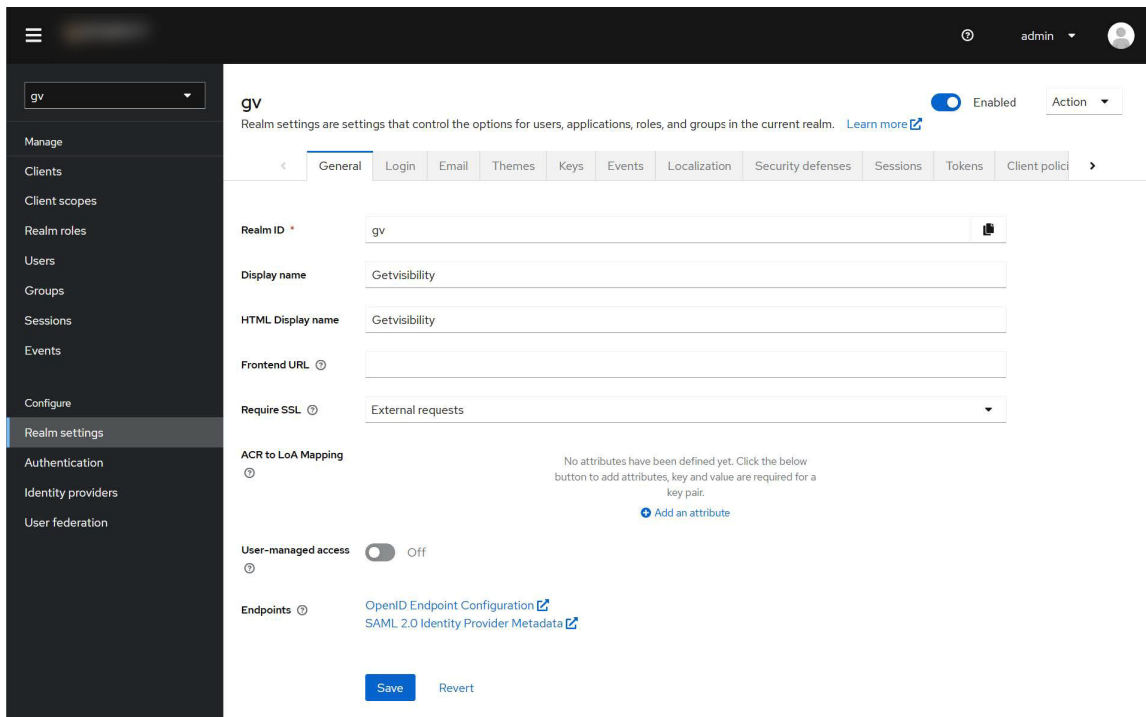 admin
gv
Manage
Clients
Client scopes
Realm roles
Users
Groups
Sessions
Events
Configure
Realm settings
Authentication
Identity providers
User federation
gv
Enabled
Action
Realm settings are settings that control the options for users, applications, roles, and groups in the current realm. Learn more
General Login Email Themes Keys Events Localization Security defenses Sessions Tokens Client polici
Realm ID * gv
Display name Getvisibility
HTML Display name Getvisibility
Frontend URL
Require SSL External requests
ACR to LoA Mapping
No attributes have been defined yet. Click the below
button to add attributes, key and value are required for a
key pair.
Add an attribute
User-managed access Off
Endpoints OpenID Endpoint Configuration
SAML 2.0 Identity Provider Metadata
Save Revert